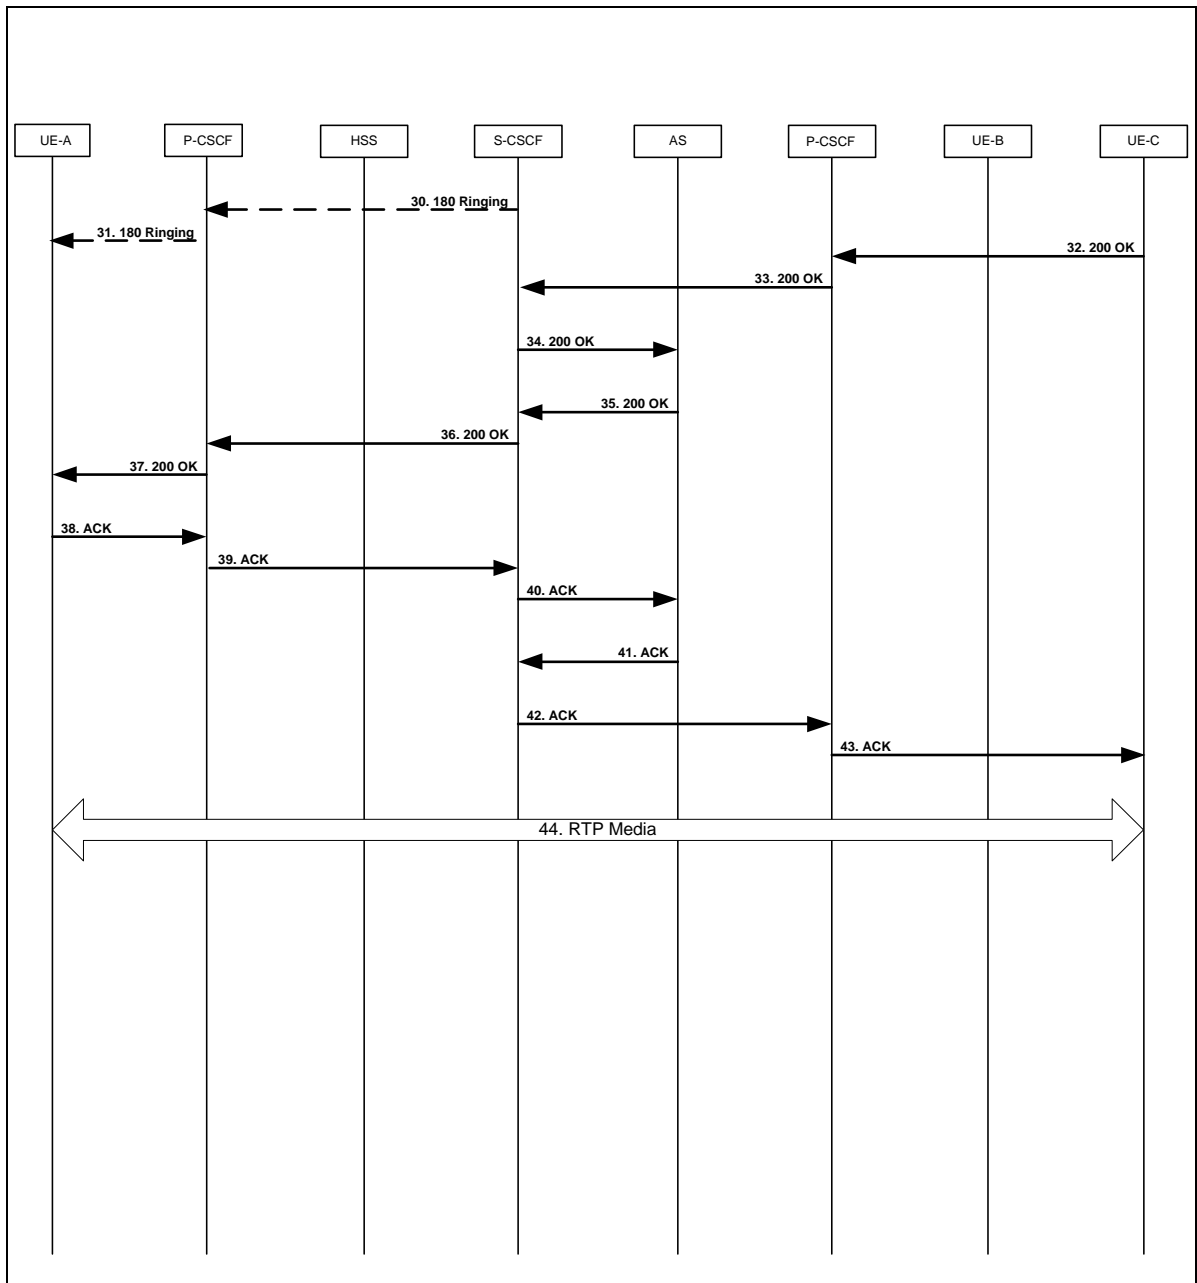 UE-A
P-CSCF
HSS
S-CSCF
AS
P-CSCF
UE-B
UE-C
30. 180 Ringing
31. 180 Ringing
32. 200 OK
33. 200 OK
34. 200 OK
35. 200 OK
36. 200 OK
37. 200 OK
38. ACK
39. ACK
40. ACK
41. ACK
42. ACK
43. ACK
44. RTP Media